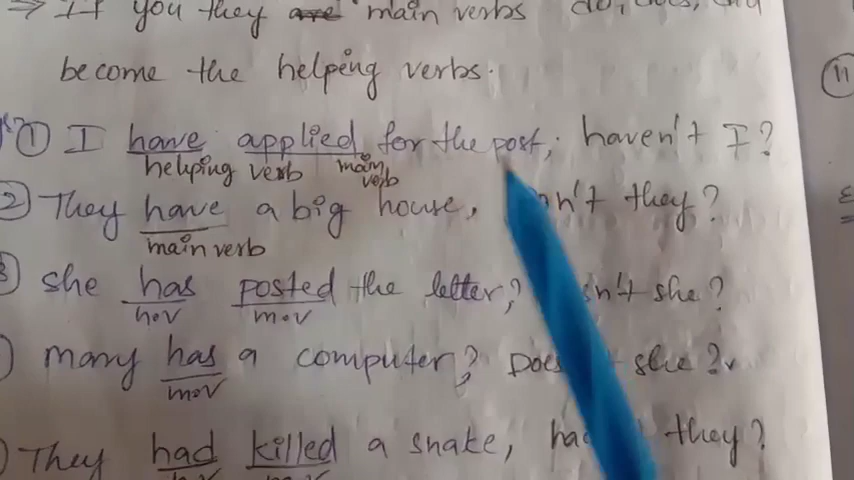 ⇒ If you they are main verbs do, does, did
become the helping verbs.
① I have applied for the post, haven't I?
helping verb main verb
2) They have a big house, n't they?
main verb
3) she has posted the letter? n't she?
h.v m.v
) many has a computer? Does she?
m.v
) They had killed a snake, ha they?